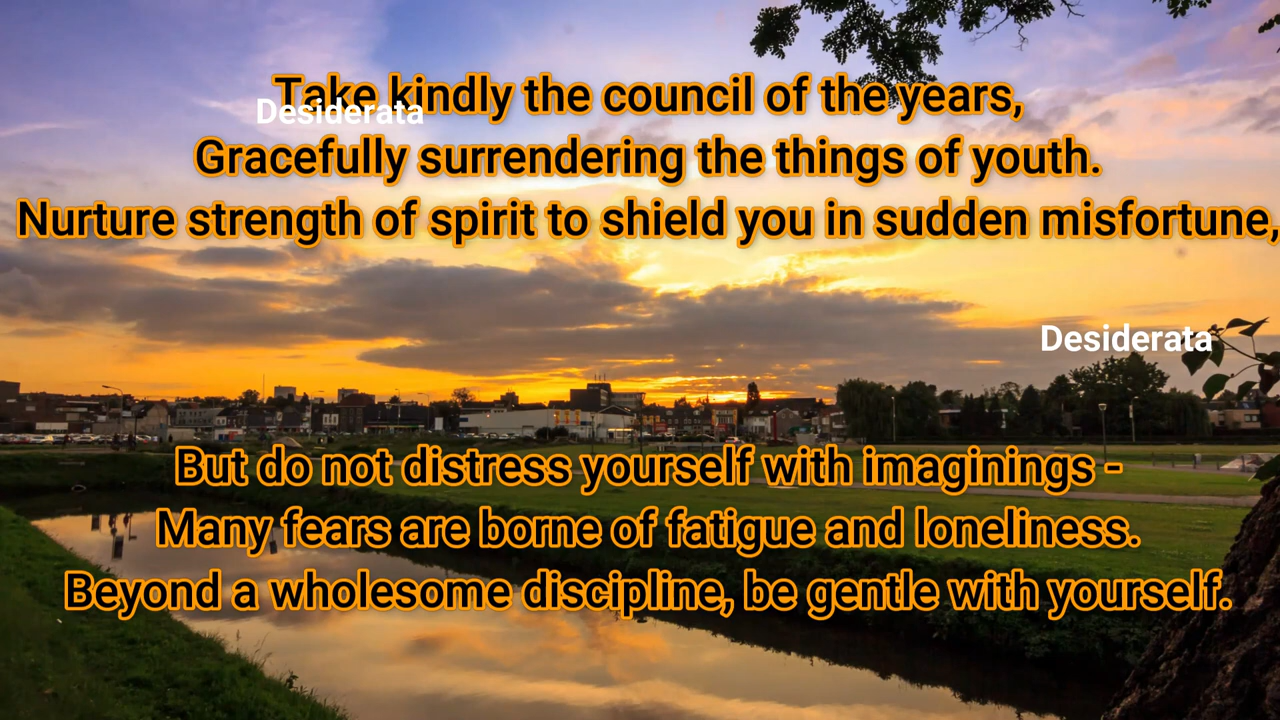 Take kindly the council of the years,
Desiderata
Gracefully surrendering the things of youth.
Nurture strength of spirit to shield you in sudden misfortune,
Desiderata
But do not distress yourself with imaginings -
Many fears are borne of fatigue and loneliness.
Beyond a wholesome discipline, be gentle with yourself.